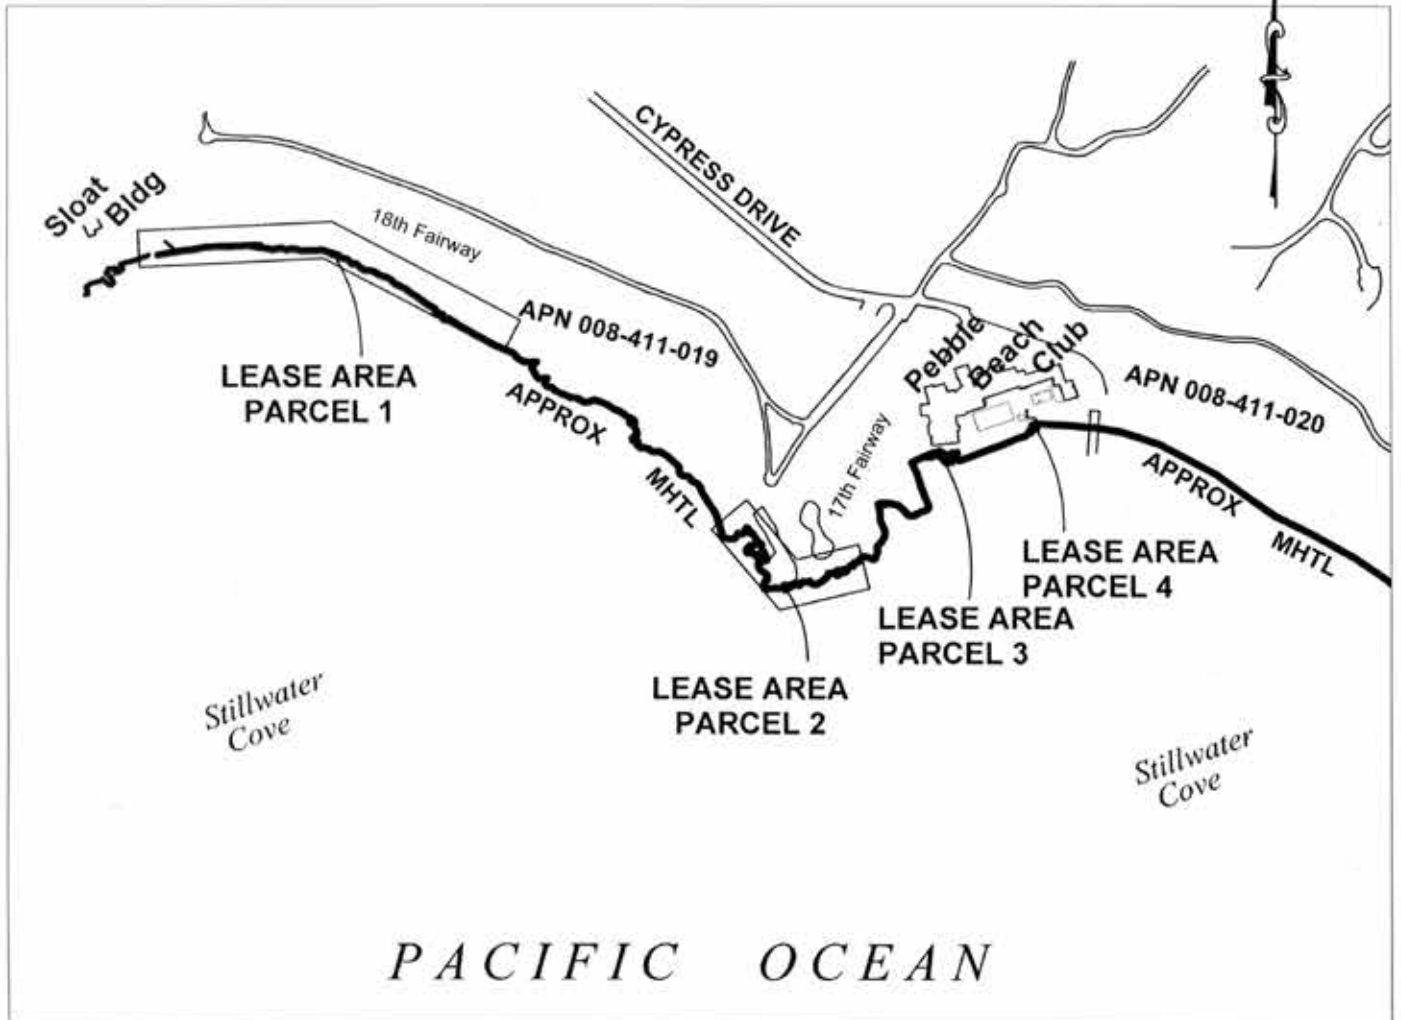 CYPRESS DRIVE
Sloat
Bldg
18th Fairway
APN 008-411-019
LEASE AREA
PARCEL 1
APPROX
MHTL
Pebble
Beach
Club
APN 008-411-020
17th Fairway
APPROX
MHTL
LEASE AREA
PARCEL 4
LEASE AREA
PARCEL 3
LEASE AREA
PARCEL 2
Stillwater
Cove
Stillwater
Cove
PACIFIC OCEAN